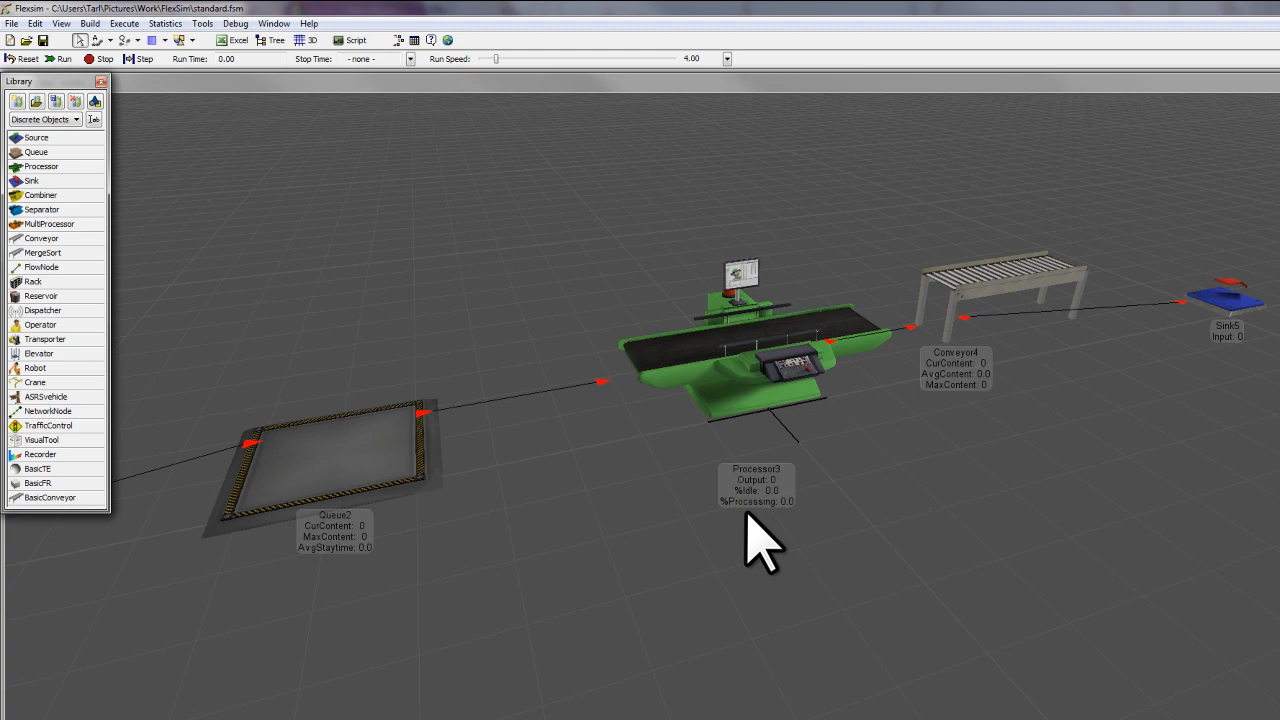 Flexsim - C:\Users\Tarl\Pictures\Work\FlexSim\standard.fsm
File Edit View Build Execute Statistics Tools Debug Window Help
Excel Tree 3D Script
Reset Run Stop Step Run Time: 0.00 Stop Time: - none - Run Speed: 4.00
Library
Discrete Objects
Source
Queue
Processor
Sink
Combiner
Separator
MultiProcessor
Conveyor
MergeSort
FlowNode
Rack
Reservoir
Dispatcher
Operator
Transporter
Elevator
Robot
Crane
ASRSvehicle
NetworkNode
TrafficControl
VisualTool
Recorder
BasicTE
BasicFR
BasicConveyor
Queue2
CurContent: 0
MaxContent: 0
AvgStaytime: 0.0
Processor3
Output: 0
%Idle: 0.0
%Processing: 0.0
Conveyor4
CurContent: 0
AvgContent: 0.0
MaxContent: 0
Sink5
Input: 0